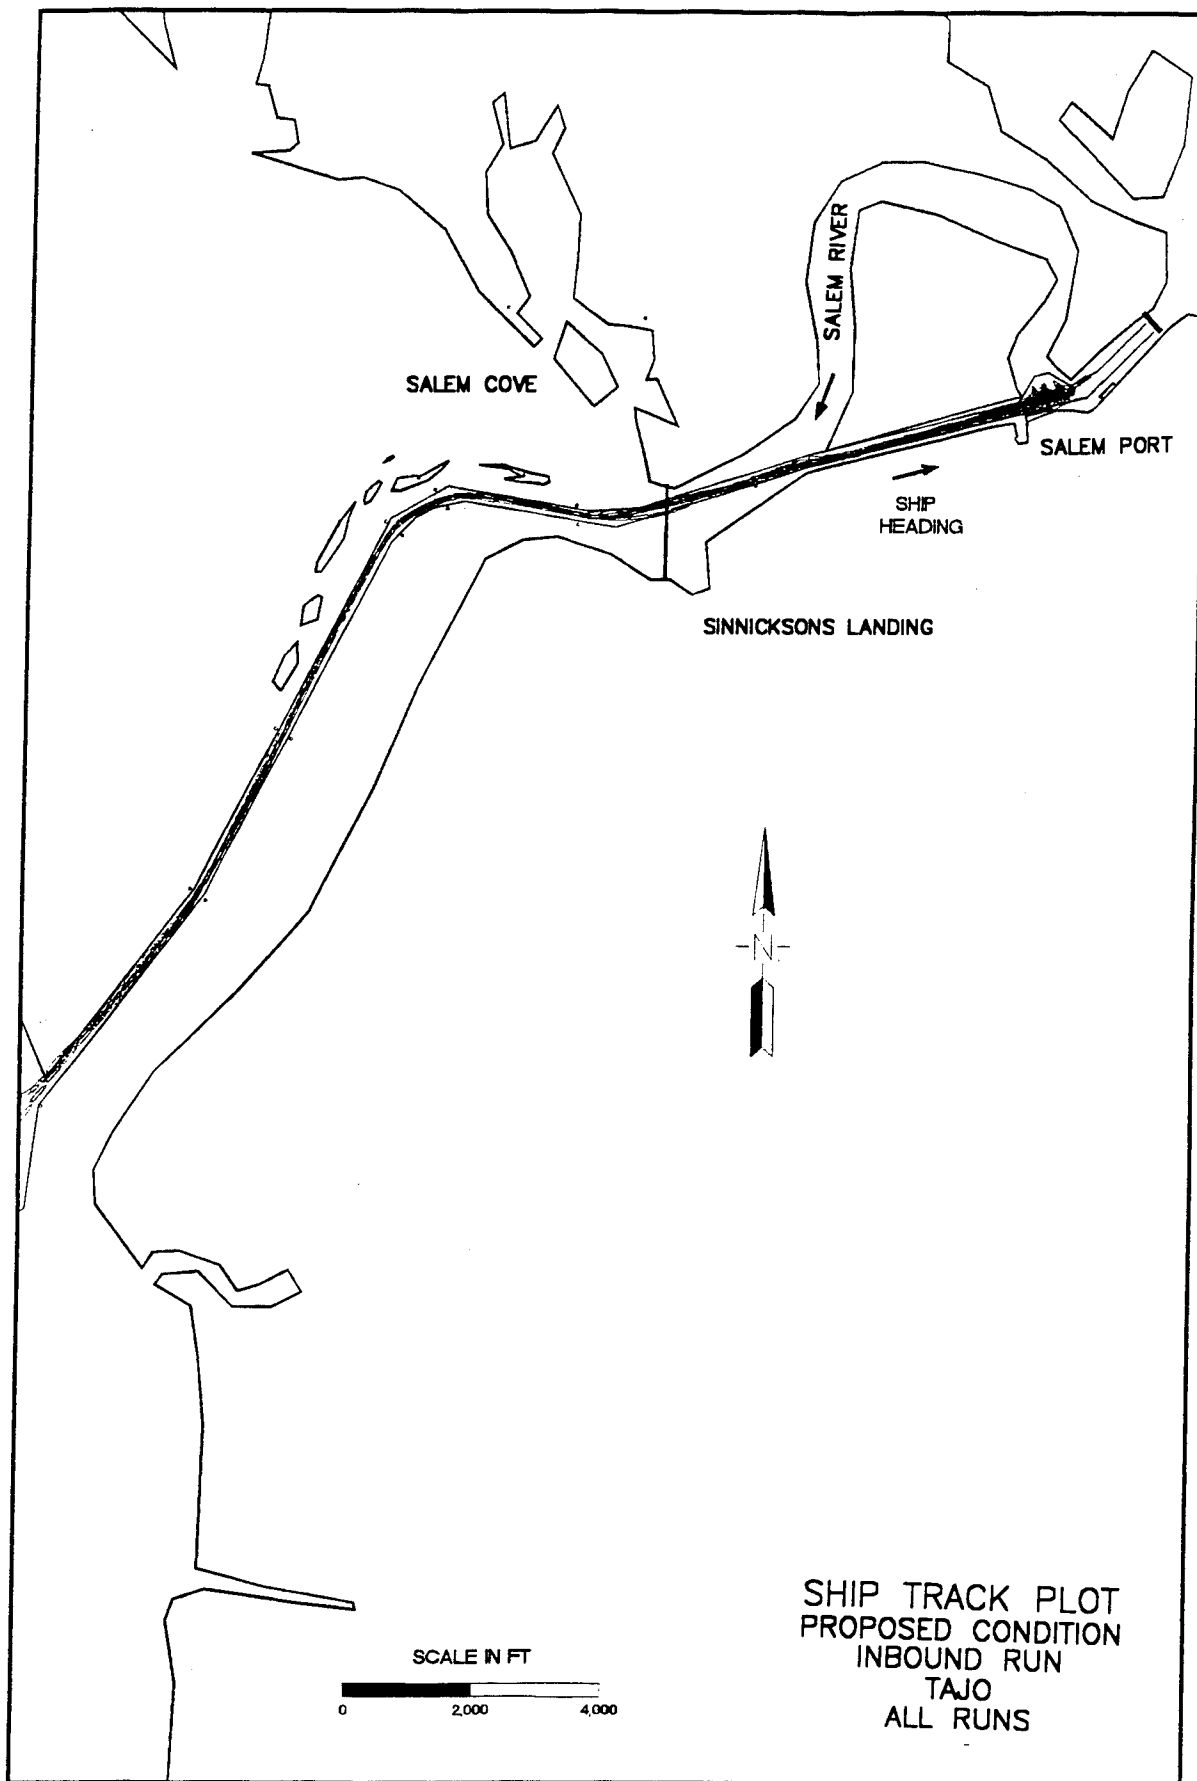 SALEM RIVER
SALEM COVE
SALEM PORT
SHIP
HEADING
SINNICKSONS LANDING
N
SHIP TRACK PLOT
PROPOSED CONDITION
INBOUND RUN
TAJO
ALL RUNS
SCALE IN FT
0 2,000 4,000